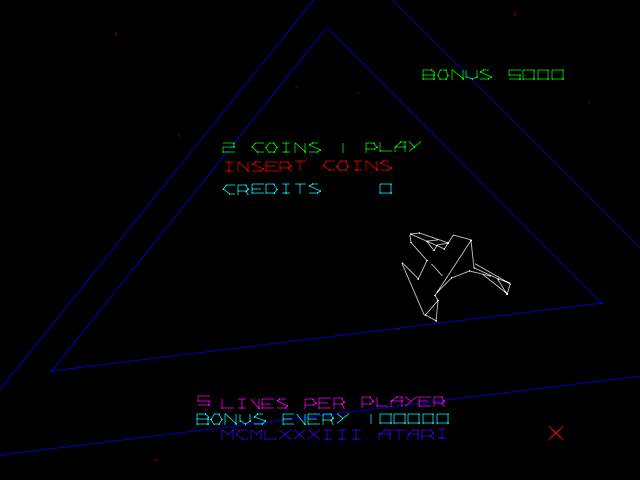 BONUS 5000
2 COINS 1 PLAY
INSERT COINS
CREDITS 0
5 LIVES PER PLAYER
BONUS EVERY 100000
MCMLXXXIII ATARI